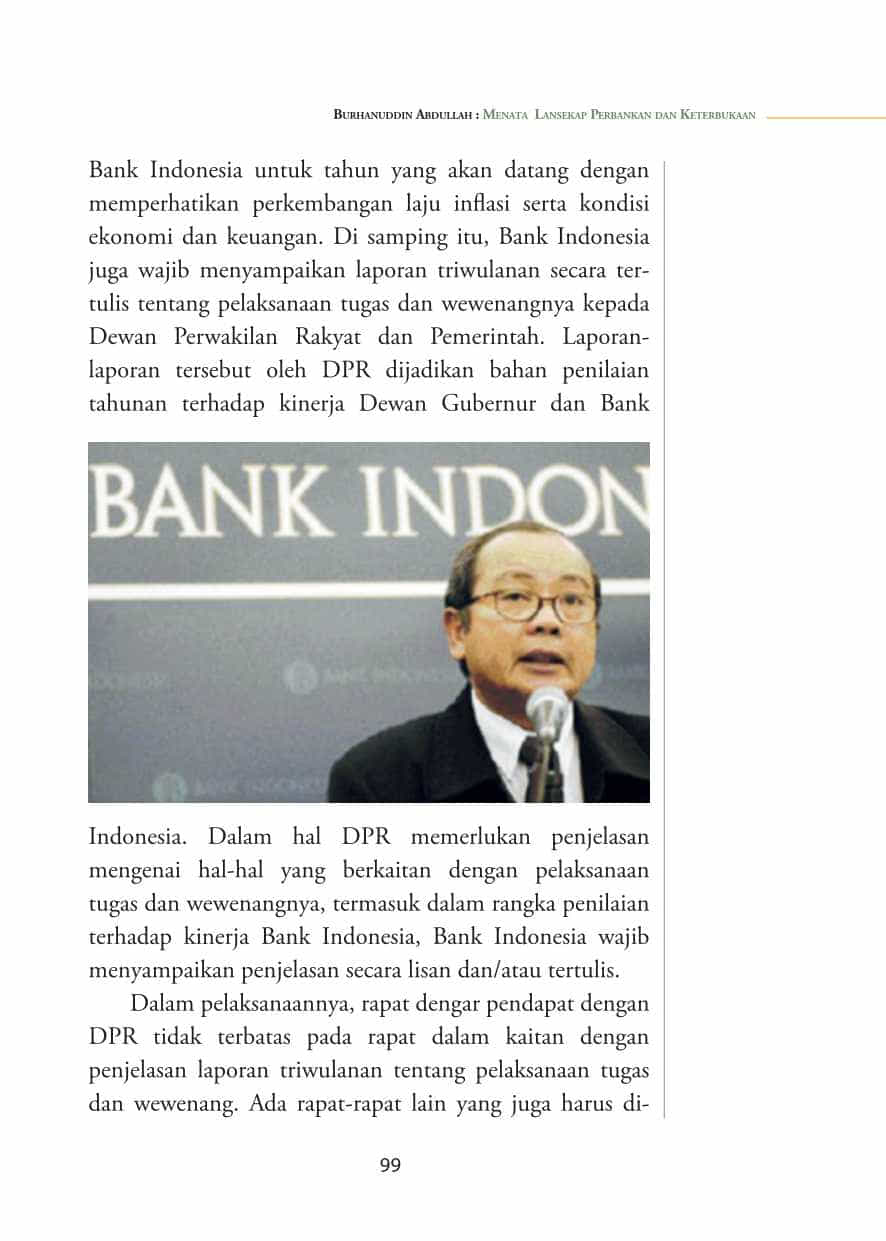 Burhanuddin Abdullah : Menata Lansekap Perbankan dan Keterbukaan
Bank Indonesia untuk tahun yang akan datang dengan
memperhatikan perkembangan laju inflasi serta kondisi
ekonomi dan keuangan. Di samping itu, Bank Indonesia
juga wajib menyampaikan laporan triwulanan secara ter-
tulis tentang pelaksanaan tugas dan wewenangnya kepada
Dewan Perwakilan Rakyat dan Pemerintah. Laporan-
laporan tersebut oleh DPR dijadikan bahan penilaian
tahunan terhadap kinerja Dewan Gubernur dan Bank
BANK INDON
BANK INDONESIA
BANK INDONESIA
Indonesia. Dalam hal DPR memerlukan penjelasan
mengenai hal-hal yang berkaitan dengan pelaksanaan
tugas dan wewenangnya, termasuk dalam rangka penilaian
terhadap kinerja Bank Indonesia, Bank Indonesia wajib
menyampaikan penjelasan secara lisan dan/atau tertulis.
Dalam pelaksanaannya, rapat dengar pendapat dengan
DPR tidak terbatas pada rapat dalam kaitan dengan
penjelasan laporan triwulanan tentang pelaksanaan tugas
dan wewenang. Ada rapat-rapat lain yang juga harus di-
99